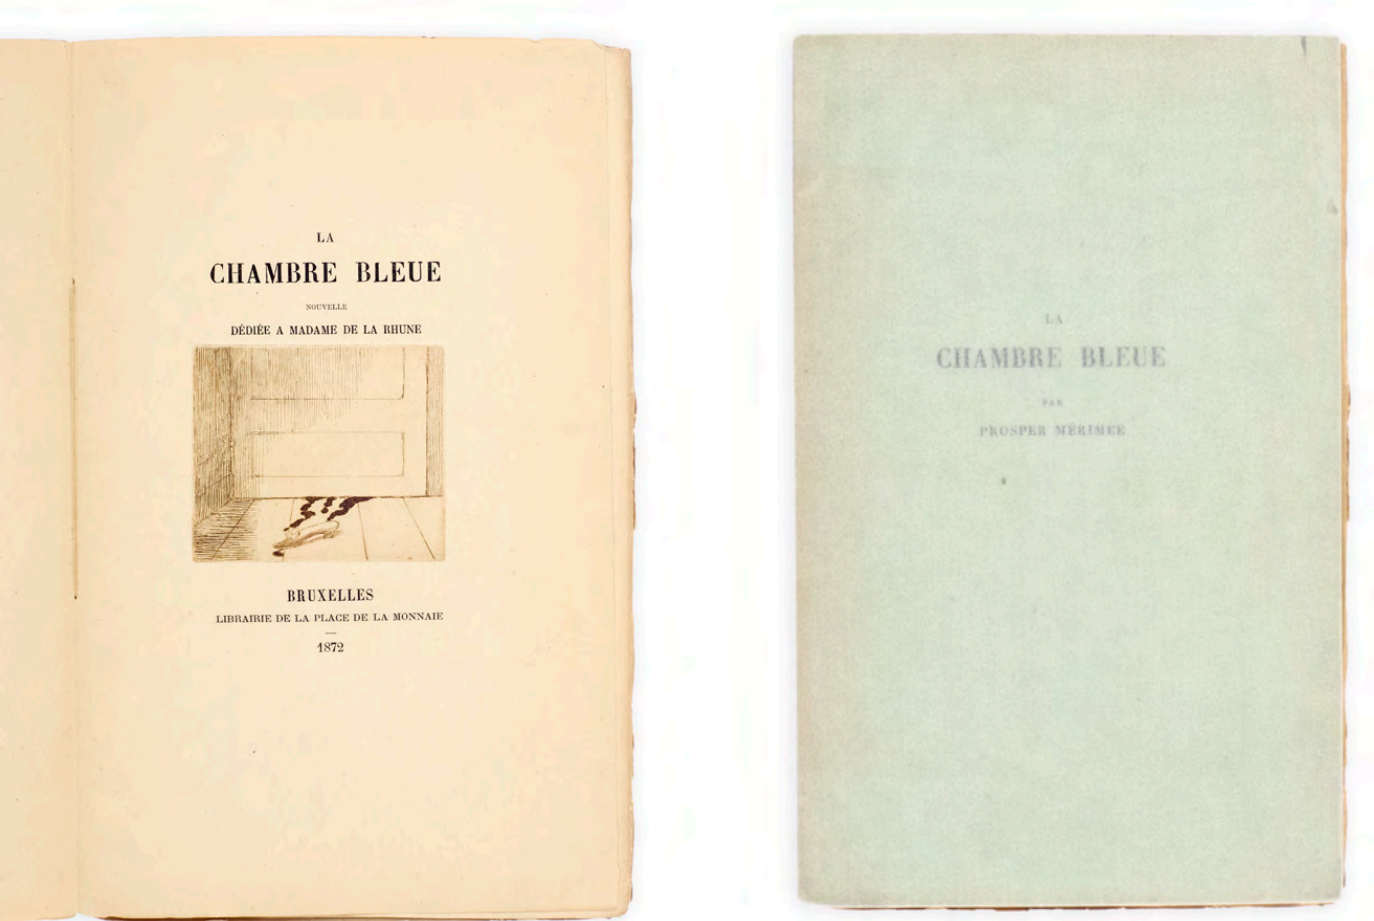 LA
CHAMBRE BLEUE
NOUVELLE
DÉDIÉE A MADAME DE LA RHUNE
BRUXELLES
LIBRAIRIE DE LA PLACE DE LA MONNAIE
1872
LA
CHAMBRE BLEUE
PAR
PROSPER MÉRIMÉE